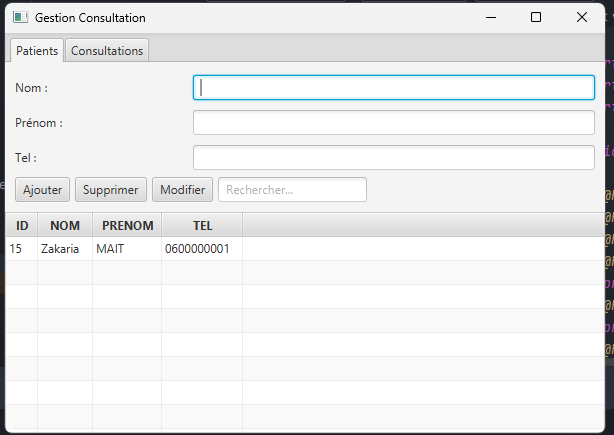 Gestion Consultation
Patients Consultations
Nom :
Prénom :
Tel :
Ajouter Supprimer Modifier Rechercher...
ID NOM PRENOM TEL
15 Zakaria MAIT 0600000001